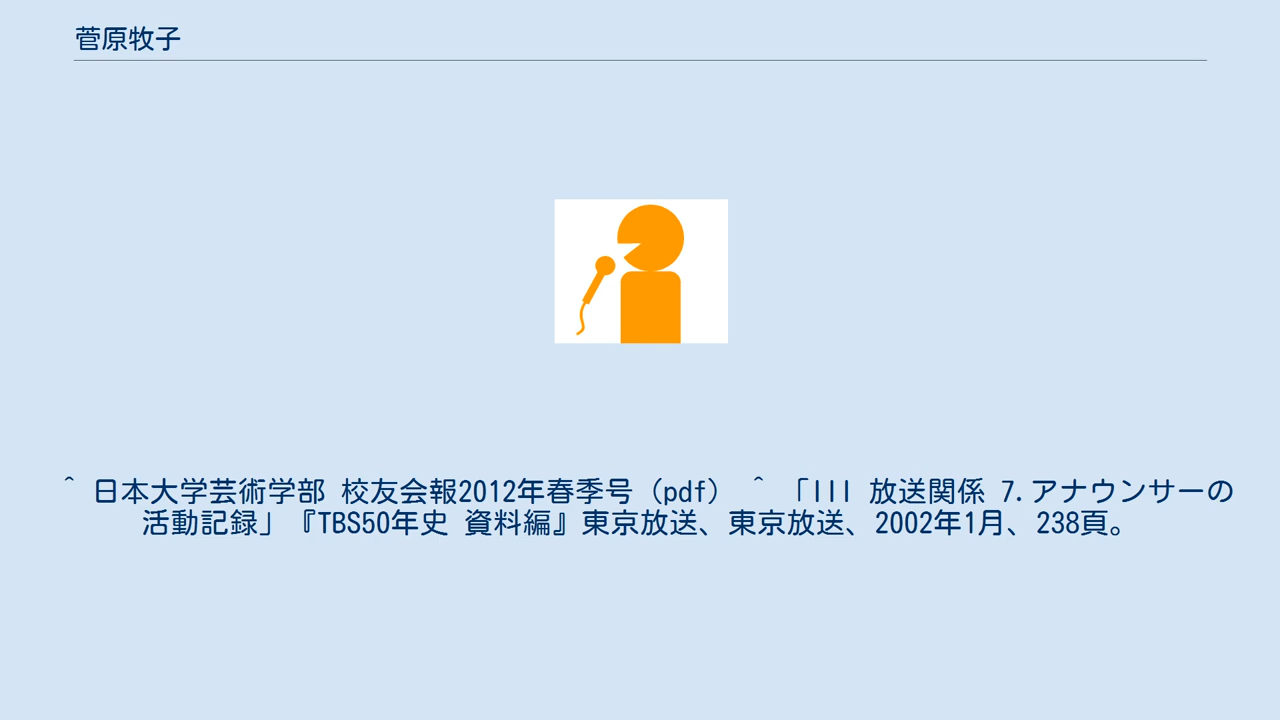 菅原牧子
^ 日本大学芸術学部 校友会報2012年春季号（pdf） ^ 「III 放送関係 7.アナウンサーの
活動記録」『TBS50年史 資料編』東京放送、東京放送、2002年1月、238頁。